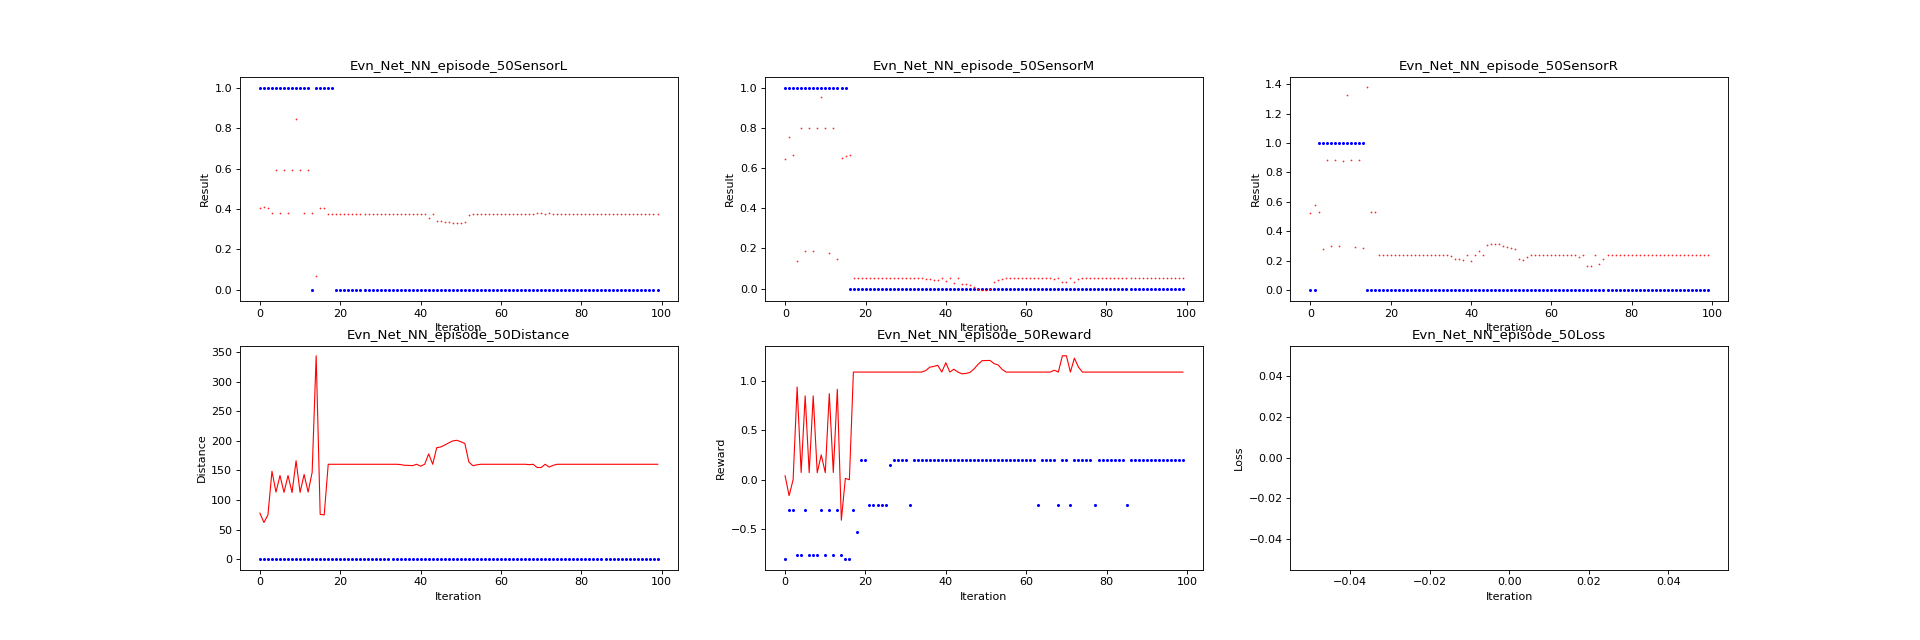 Evn_Net_NN_episode_50SensorL
1.0
0.8
0.6
0.4
0.2
0.0
Result
0 20 40 60 80 100
Iteration
Evn_Net_NN_episode_50SensorM
1.0
0.8
0.6
0.4
0.2
0.0
Result
0 20 40 60 80 100
Iteration
Evn_Net_NN_episode_50SensorR
1.4
1.2
1.0
0.8
0.6
0.4
0.2
0.0
Result
0 20 40 60 80 100
Iteration
Evn_Net_NN_episode_50Distance
350
300
250
200
150
100
50
0
Distance
0 20 40 60 80 100
Iteration
Evn_Net_NN_episode_50Reward
1.0
0.5
0.0
−0.5
Reward
0 20 40 60 80 100
Iteration
Evn_Net_NN_episode_50Loss
0.04
0.02
0.00
−0.02
−0.04
Loss
−0.04 −0.02 0.00 0.02 0.04
Iteration